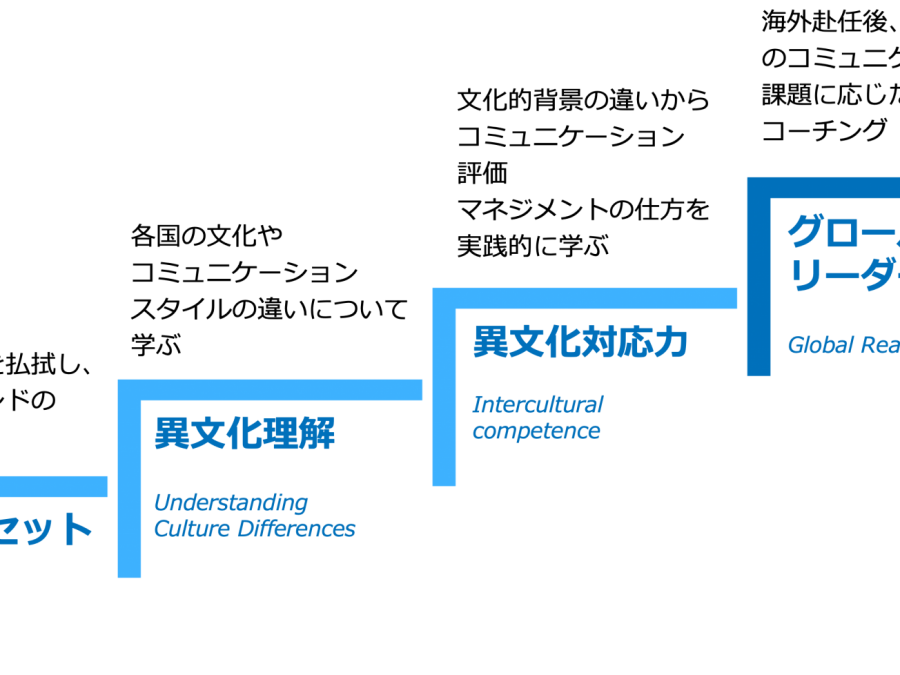 を払拭し、
ンドの
セット
各国の文化や
コミュニケーション
スタイルの違いについて
学ぶ
異文化理解
Understanding
Culture Differences
文化的背景の違いから
コミュニケーション
評価
マネジメントの仕方を
実践的に学ぶ
異文化対応力
Intercultural
competence
海外赴任後、
のコミュニケ
課題に応じた
コーチング
グロー
リーダ
Global Rea